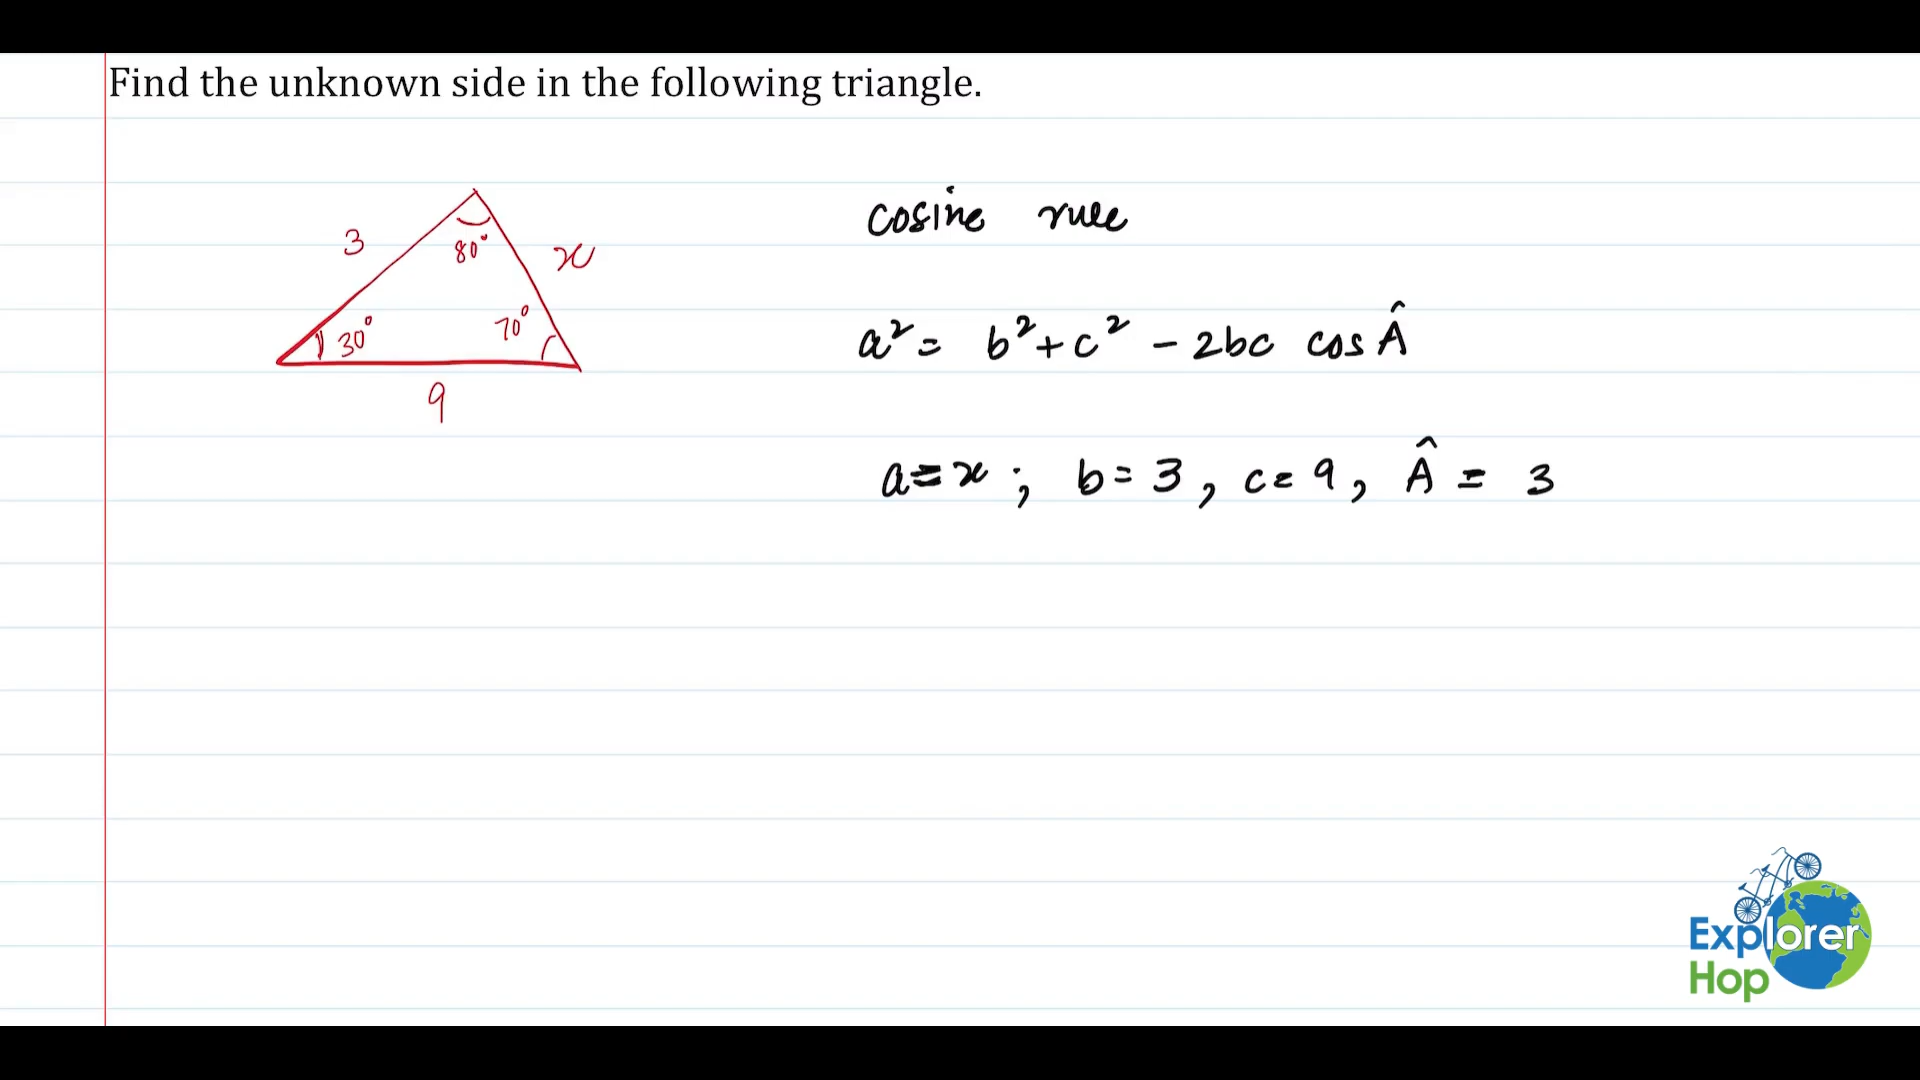 Find the unknown side in the following triangle.
3
80°
x
30°
70°
9
cosine rule
a² = b² + c² - 2bc cos Â
a = x ; b = 3 , c = 9 , Â = 3
Explorer
Hop